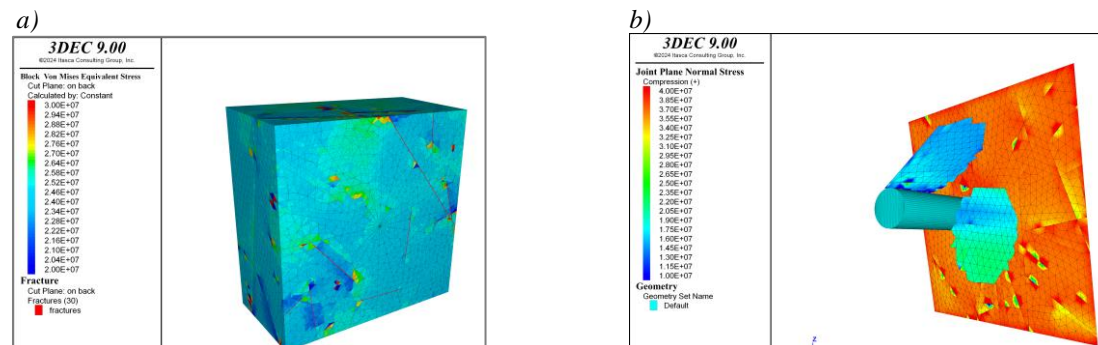 a)
3DEC 9.00
©2024 Itasca Consulting Group, Inc.
Block Von Mises Equivalent Stress
Cut Plane: on back
Calculated by: Constant
3.00E+07
2.94E+07
2.88E+07
2.82E+07
2.76E+07
2.70E+07
2.64E+07
2.58E+07
2.52E+07
2.46E+07
2.40E+07
2.34E+07
2.28E+07
2.22E+07
2.16E+07
2.10E+07
2.04E+07
2.00E+07
Fracture
Cut Plane: on back
Fractures (30)
fractures
b)
3DEC 9.00
©2024 Itasca Consulting Group, Inc.
Joint Plane Normal Stress
Compression (+)
4.00E+07
3.85E+07
3.70E+07
3.55E+07
3.40E+07
3.25E+07
3.10E+07
2.95E+07
2.80E+07
2.65E+07
2.50E+07
2.35E+07
2.20E+07
2.05E+07
1.90E+07
1.75E+07
1.60E+07
1.45E+07
1.30E+07
1.15E+07
1.00E+07
Geometry
Geometry Set Name
Default
z